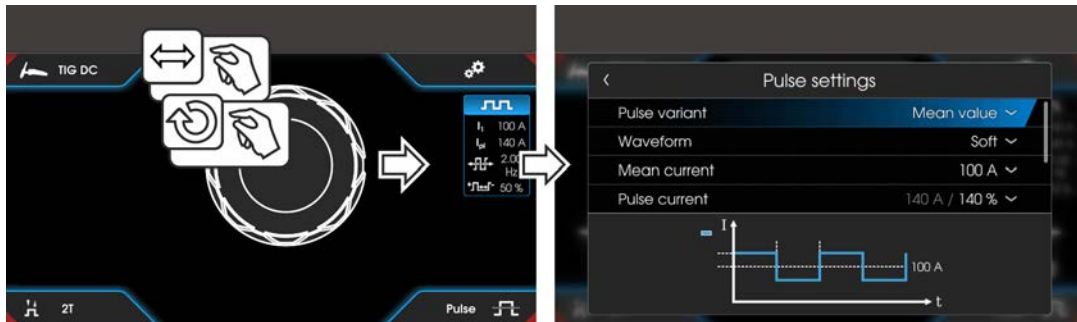 TIG DC
I₁ 100 A
Ipl 140 A
2.00
Hz
50 %
2T
Pulse
Pulse settings
Pulse variant Mean value
Waveform Soft
Mean current 100 A
Pulse current 140 A / 140 %
I
100 A
t